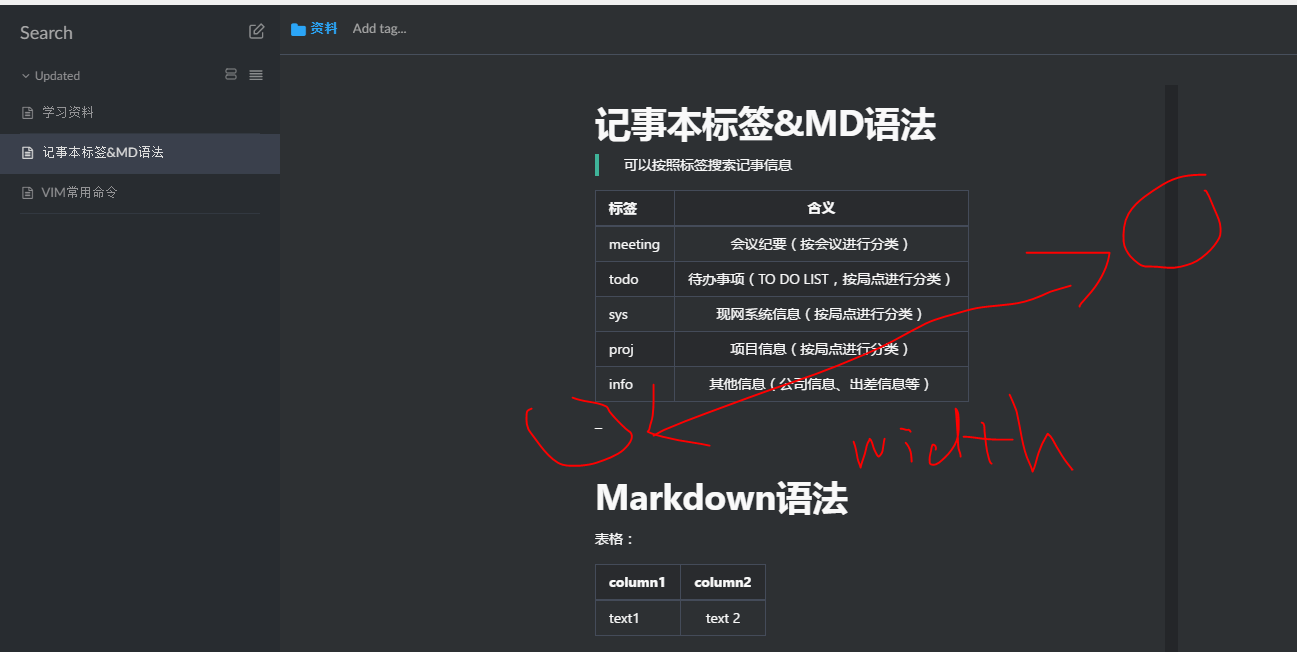 Search
资料 Add tag...
Updated
学习资料
记事本标签&MD语法
VIM常用命令
记事本标签&MD语法
可以按照标签搜索记事信息
标签 含义
meeting 会议纪要（按会议进行分类）
todo 待办事项（TO DO LIST，按局点进行分类）
sys 现网系统信息（按局点进行分类）
proj 项目信息（按局点进行分类）
info 其他信息（公司信息、出差信息等）
–
width
Markdown语法
表格：
column1 column2
text1 text 2